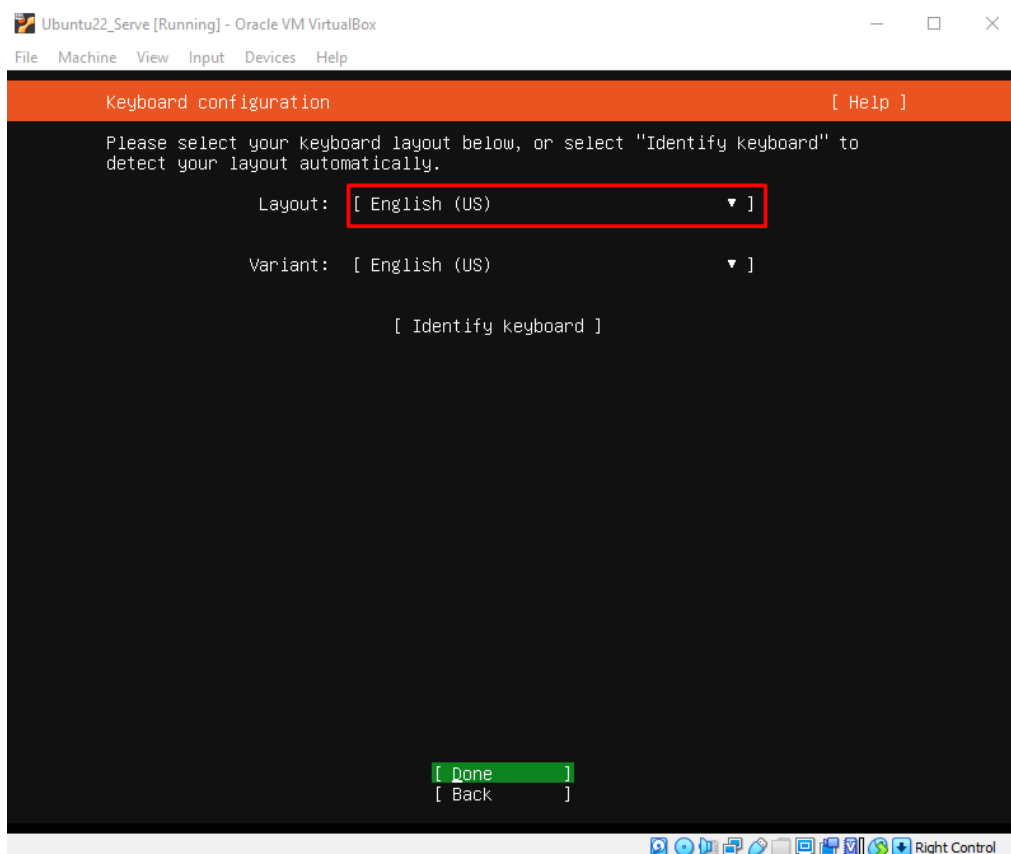 Ubuntu22_Serve [Running] - Oracle VM VirtualBox
File Machine View Input Devices Help
Keyboard configuration [ Help ]
Please select your keyboard layout below, or select "Identify keyboard" to
detect your layout automatically.
Layout: [ English (US) ▼ ]
Variant: [ English (US) ▼ ]
[ Identify keyboard ]
[ Done ]
[ Back ]
Right Control